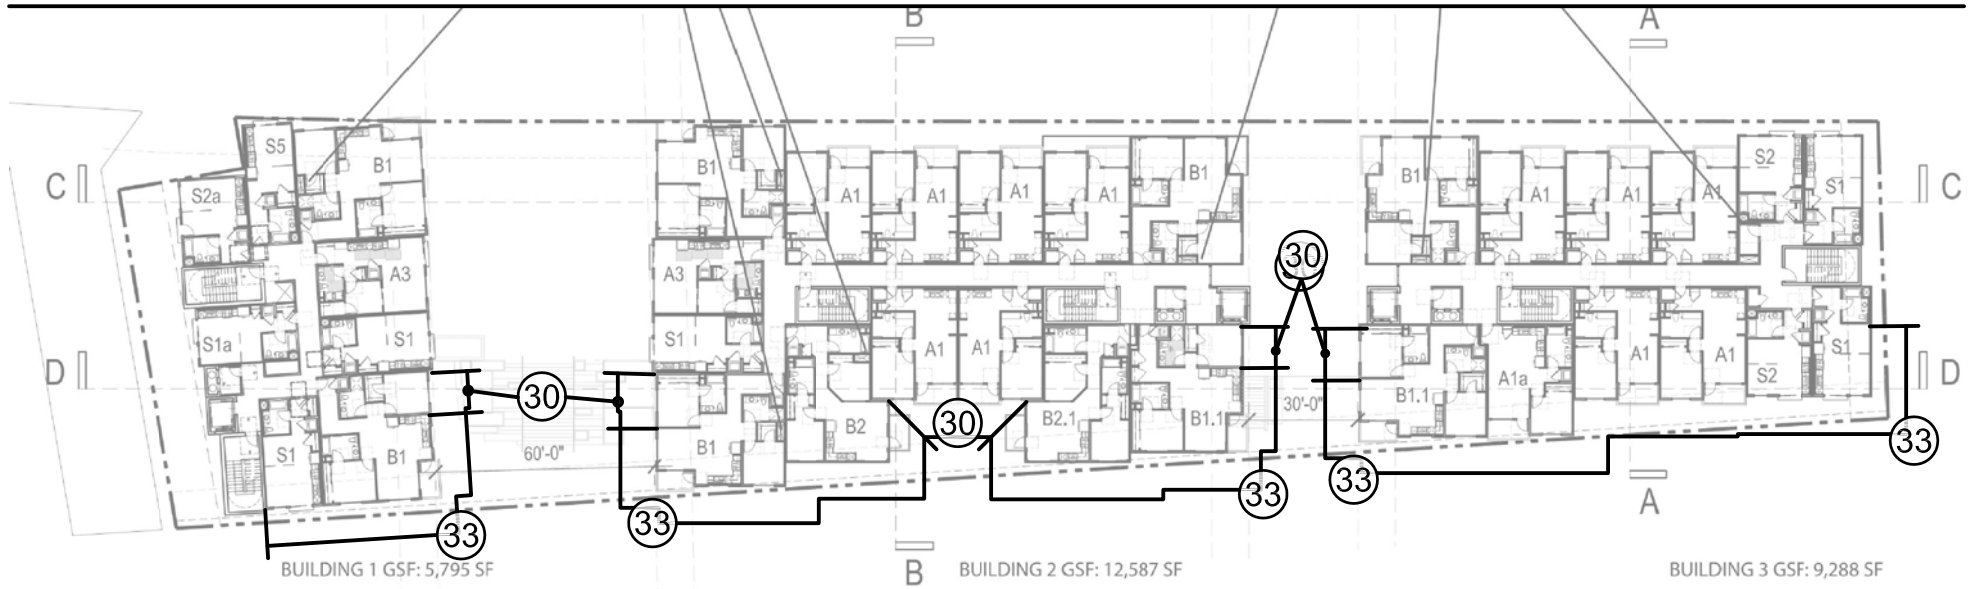 B
A
S5
B1
S2a
C
B1
A1
A1
A1
A1
B1
B1
A1
A1
A1
S2
S1
C
A3
A3
30
S1a
S1
S1
A1
A1
A1
A1
S1
D
30
30
S2
D
S1
B1
B1
B2
B2.1
B1.1
30'-0"
B1.1
A1a
60'-0"
33
33
33
33
33
A
BUILDING 1 GSF: 5,795 SF
B
BUILDING 2 GSF: 12,587 SF
BUILDING 3 GSF: 9,288 SF